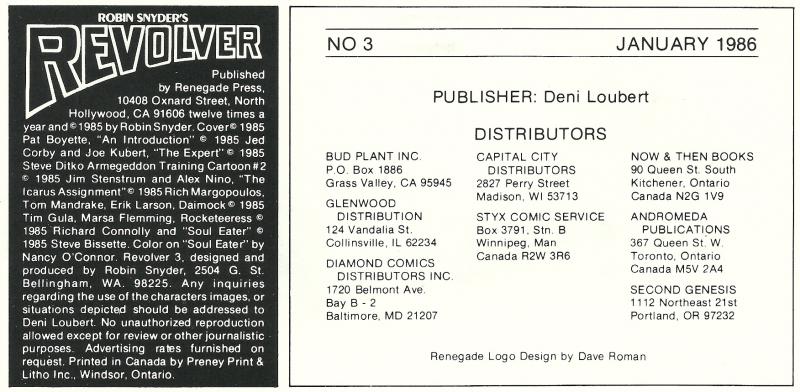 ROBIN SNYDER'S
REVOLVER
Published
by Renegade Press,
10408 Oxnard Street, North
Hollywood, CA 91606 twelve times a
year and © 1985 by Robin Snyder. Cover © 1985
Pat Boyette, "An Introduction" © 1985 Jed
Corby and Joe Kubert, "The Expert" © 1985
Steve Ditko Armegeddon Training Cartoon #2
© 1985 Jim Stenstrum and Alex Nino, "The
Icarus Assignment" © 1985 Rich Margopoulos,
Tom Mandrake, Erik Larson, Daimock © 1985
Tim Gula, Marsa Flemming, Rocketeeress ©
1985 Richard Connolly and "Soul Eater" ©
1985 Steve Bissette. Color on "Soul Eater" by
Nancy O'Connor. Revolver 3, designed and
produced by Robin Snyder, 2504 G. St.
Bellingham, WA. 98225. Any inquiries
regarding the use of the characters images, or
situations depicted should be addressed to
Deni Loubert. No unauthorized reproduction
allowed except for review or other journalistic
purposes. Advertising rates furnished on
request. Printed in Canada by Preney Print &
Litho Inc., Windsor, Ontario.
NO 3 JANUARY 1986
PUBLISHER: Deni Loubert
DISTRIBUTORS
BUD PLANT INC.
P.O. Box 1886
Grass Valley, CA 95945
GLENWOOD
DISTRIBUTION
124 Vandalia St.
Collinsville, IL 62234
DIAMOND COMICS
DISTRIBUTORS INC.
1720 Belmont Ave.
Bay B - 2
Baltimore, MD 21207
CAPITAL CITY
DISTRIBUTORS
2827 Perry Street
Madison, WI 53713
STYX COMIC SERVICE
Box 3791, Stn. B
Winnipeg, Man
Canada R2W 3R6
NOW & THEN BOOKS
90 Queen St. South
Kitchener, Ontario
Canada N2G 1V9
ANDROMEDA
PUBLICATIONS
367 Queen St. W.
Toronto, Ontario
Canada M5V 2A4
SECOND GENESIS
1112 Northeast 21st
Portland, OR 97232
Renegade Logo Design by Dave Roman